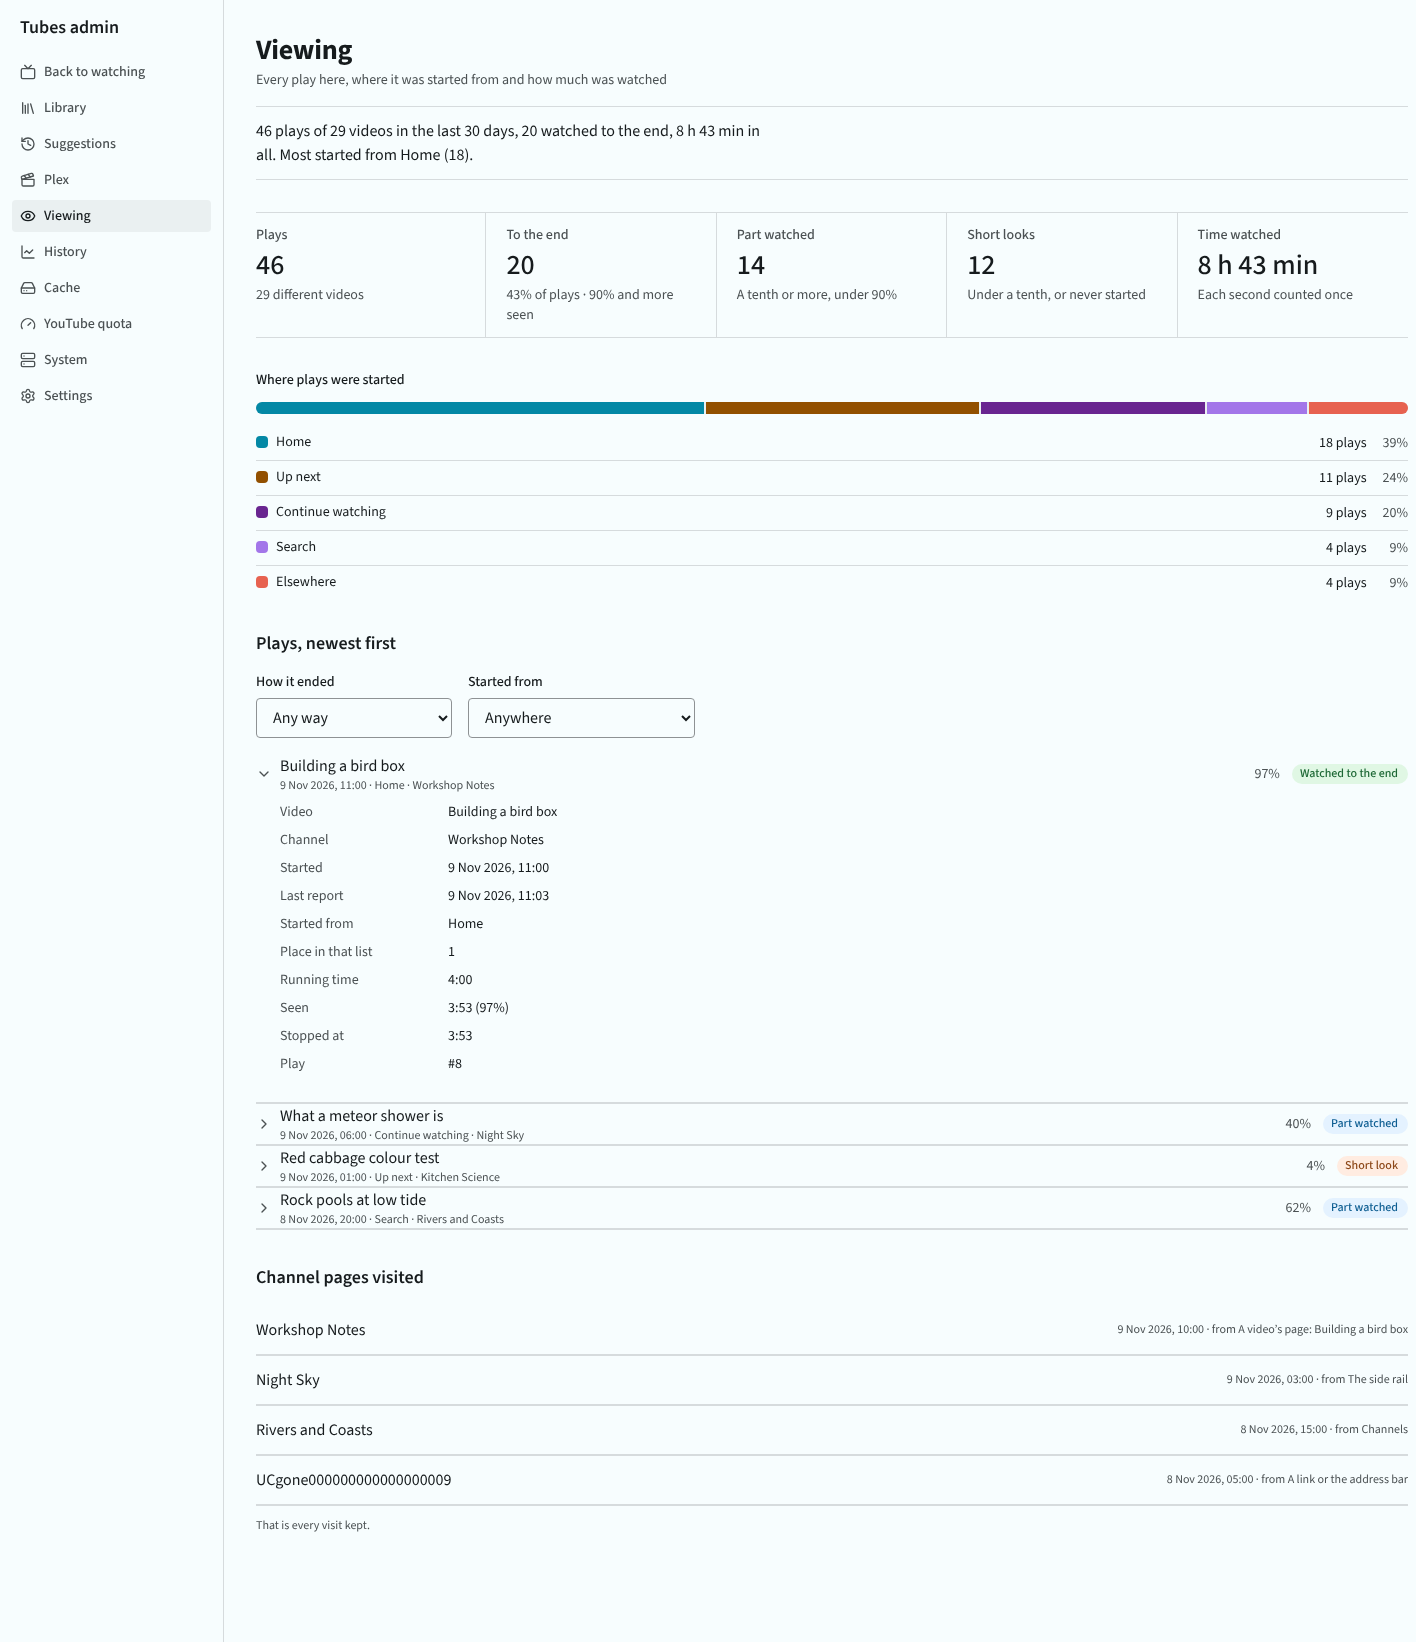 Tubes admin
Back to watching
Library
Suggestions
Plex
Viewing
History
Cache
YouTube quota
System
Settings
Viewing
Every play here, where it was started from and how much was watched
46 plays of 29 videos in the last 30 days, 20 watched to the end, 8 h 43 min in
all. Most started from Home (18).
Plays
46
29 different videos
To the end
20
43% of plays · 90% and more
seen
Part watched
14
A tenth or more, under 90%
Short looks
12
Under a tenth, or never started
Time watched
8 h 43 min
Each second counted once
Where plays were started
Home 18 plays 39%
Up next 11 plays 24%
Continue watching 9 plays 20%
Search 4 plays 9%
Elsewhere 4 plays 9%
Plays, newest first
How it ended
Any way
Started from
Anywhere
Building a bird box 97% Watched to the end
9 Nov 2026, 11:00 · Home · Workshop Notes
Video Building a bird box
Channel Workshop Notes
Started 9 Nov 2026, 11:00
Last report 9 Nov 2026, 11:03
Started from Home
Place in that list 1
Running time 4:00
Seen 3:53 (97%)
Stopped at 3:53
Play #8
What a meteor shower is 40% Part watched
9 Nov 2026, 06:00 · Continue watching · Night Sky
Red cabbage colour test 4% Short look
9 Nov 2026, 01:00 · Up next · Kitchen Science
Rock pools at low tide 62% Part watched
8 Nov 2026, 20:00 · Search · Rivers and Coasts
Channel pages visited
Workshop Notes 9 Nov 2026, 10:00 · from A video’s page: Building a bird box
Night Sky 9 Nov 2026, 03:00 · from The side rail
Rivers and Coasts 8 Nov 2026, 15:00 · from Channels
UCgone000000000000000009 8 Nov 2026, 05:00 · from A link or the address bar
That is every visit kept.